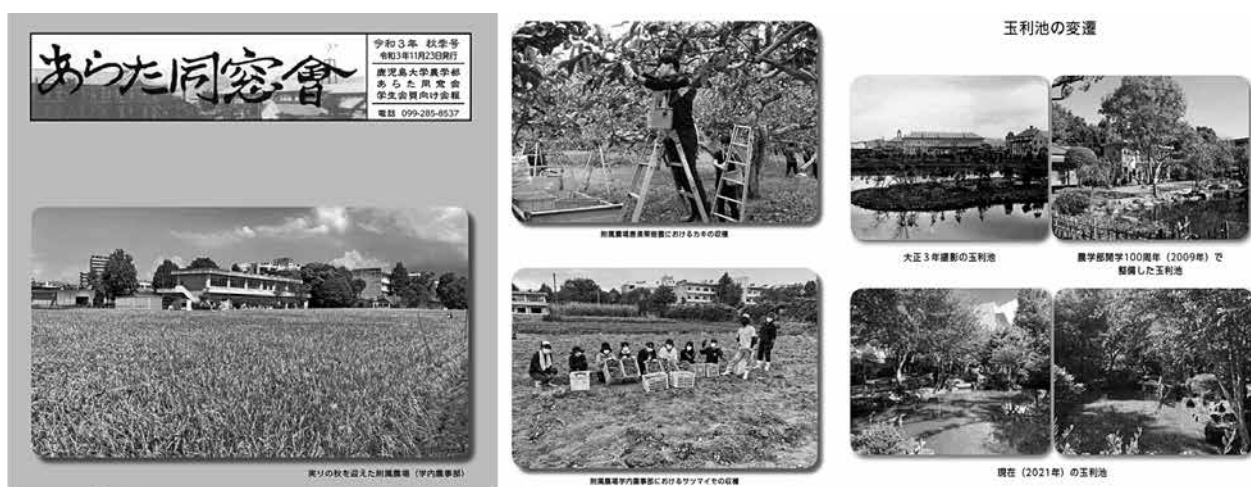 あらた同窓會
令和3年 秋季号
令和3年11月23日発行
鹿児島大学農学部
あらた同窓会
学生会員向け会報
電話 099-285-8537
実りの秋を迎えた附属農場（学内農事部）
附属農場唐湊果樹園におけるカキの収穫
附属農場学内農事部におけるサツマイモの収穫
玉利池の変遷
大正3年撮影の玉利池
農学部開学100周年（2009年）で
整備した玉利池
現在（2021年）の玉利池